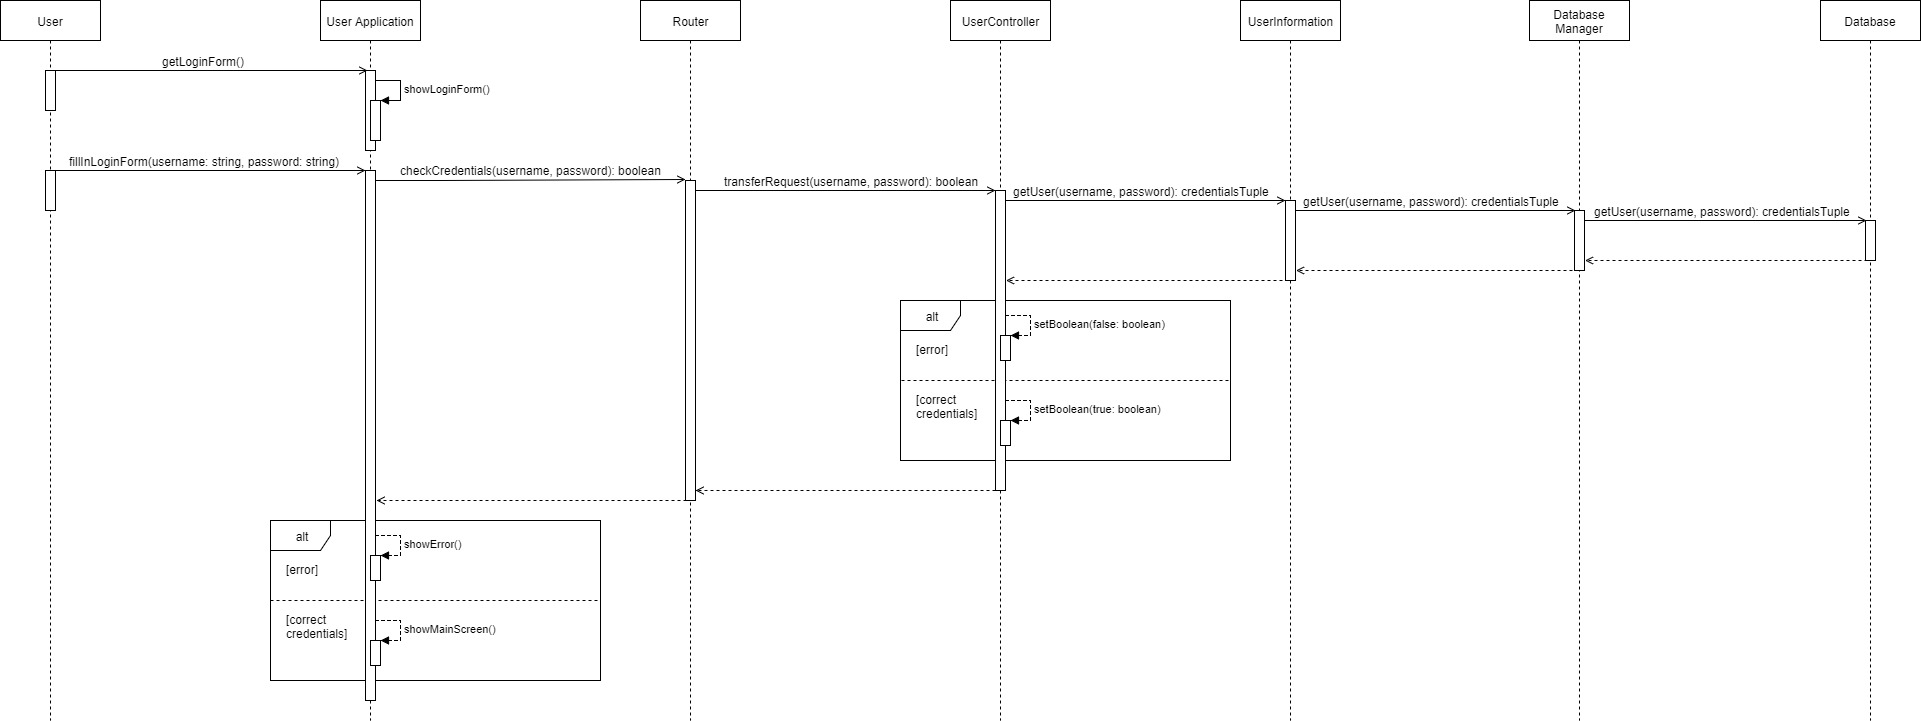 User
User Application
Router
UserController
UserInformation
Database
Manager
Database
getLoginForm()
showLoginForm()
fillInLoginForm(username: string, password: string)
checkCredentials(username, password): boolean
transferRequest(username, password): boolean
getUser(username, password): credentialsTuple
getUser(username, password): credentialsTuple
getUser(username, password): credentialsTuple
alt
setBoolean(false: boolean)
[error]
[correct
credentials]
setBoolean(true: boolean)
alt
showError()
[error]
[correct
credentials]
showMainScreen()